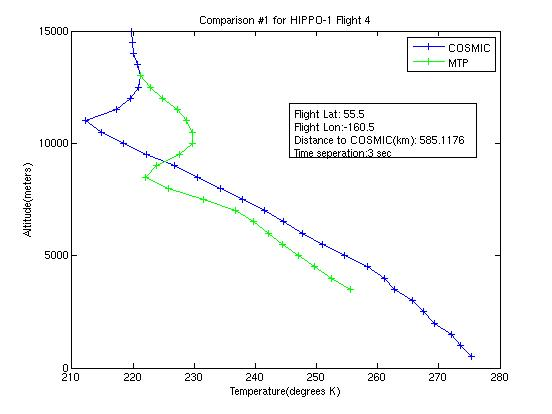 Comparison #1 for HIPPO-1 Flight 4
15000
10000
5000
0
Altitude(meters)
COSMIC
MTP
Flight Lat: 55.5
Flight Lon:-160.5
Distance to COSMIC(km): 585.1176
Time seperation:3 sec
210 220 230 240 250 260 270 280
Temperature(degrees K)